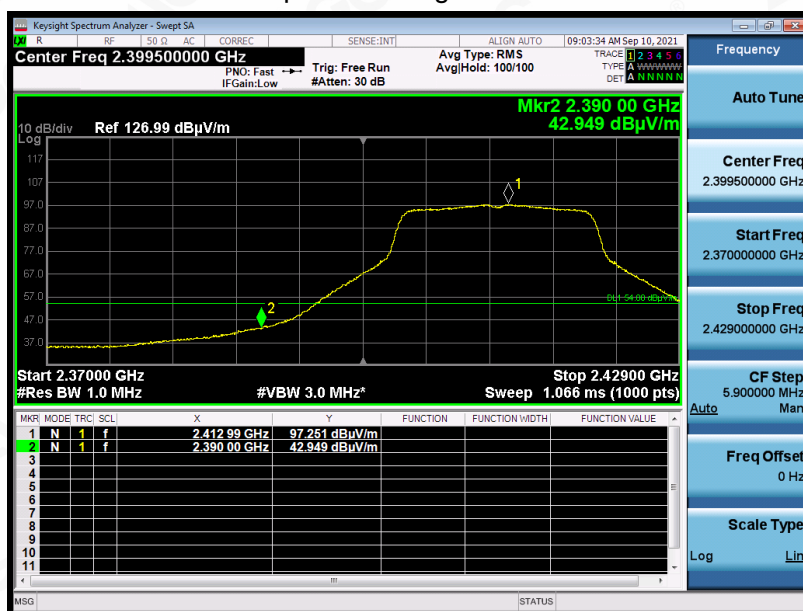 Keysight Spectrum Analyzer - Swept SA
LXI R RF 50 Ω AC CORREC SENSE:INT ALIGN AUTO 09:03:34 AM Sep 10, 2021
Center Freq 2.399500000 GHz
PNO: Fast
IFGain:Low
Trig: Free Run
#Atten: 30 dB
Avg Type: RMS
Avg|Hold: 100/100
TRACE 1 2 3 4 5 6
TYPE A WWWWW
DET A N N N N N
Mkr2 2.390 00 GHz
42.949 dBµV/m
10 dB/div Ref 126.99 dBµV/m
Log
117
107
97.0
87.0
77.0
67.0
57.0
47.0
37.0
1
2
DL1 54.00 dBµV/m
Start 2.37000 GHz Stop 2.42900 GHz
#Res BW 1.0 MHz #VBW 3.0 MHz* Sweep 1.066 ms (1000 pts)
MKR MODE TRC SCL X Y FUNCTION FUNCTION WIDTH FUNCTION VALUE
1 N 1 f 2.412 99 GHz 97.251 dBµV/m
2 N 1 f 2.390 00 GHz 42.949 dBµV/m
3
4
5
6
7
8
9
10
11
MSG STATUS
Frequency
Auto Tune
Center Freq
2.399500000 GHz
Start Freq
2.370000000 GHz
Stop Freq
2.429000000 GHz
CF Step
5.900000 MHz
Auto Man
Freq Offset
0 Hz
Scale Type
Log Lin